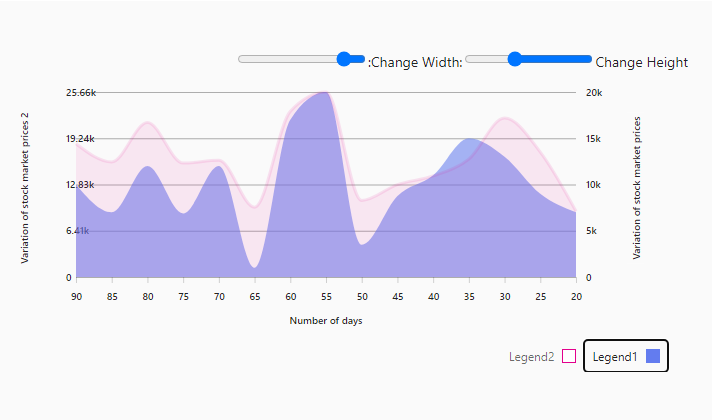 :Change Width:
Change Height
Variation of stock market prices 2
25.66k
19.24k
12.83k
6.41k
0
20k
15k
10k
5k
0
Variation of stock market prices
90 85 80 75 70 65 60 55 50 45 40 35 30 25 20
Number of days
Legend2 Legend1